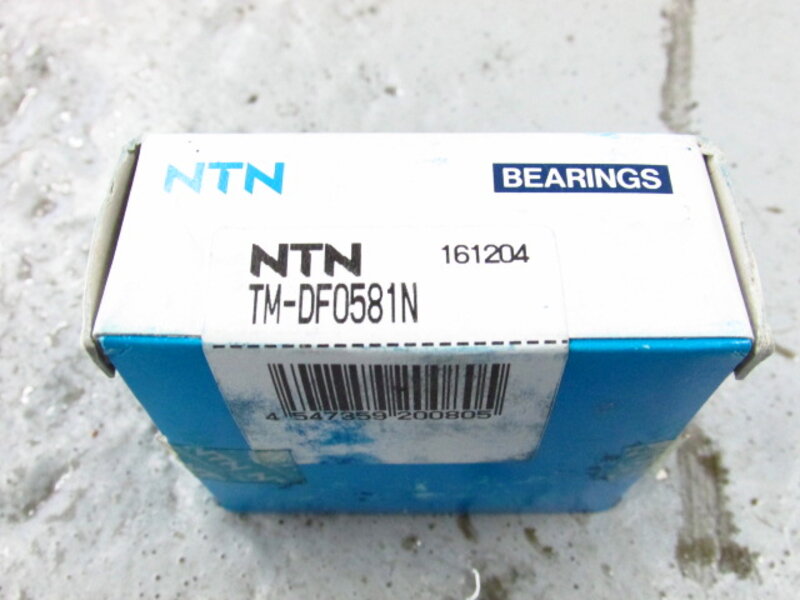 NTN BEARINGS
NTN 161204
TM-DF0581N
4 547359 200805